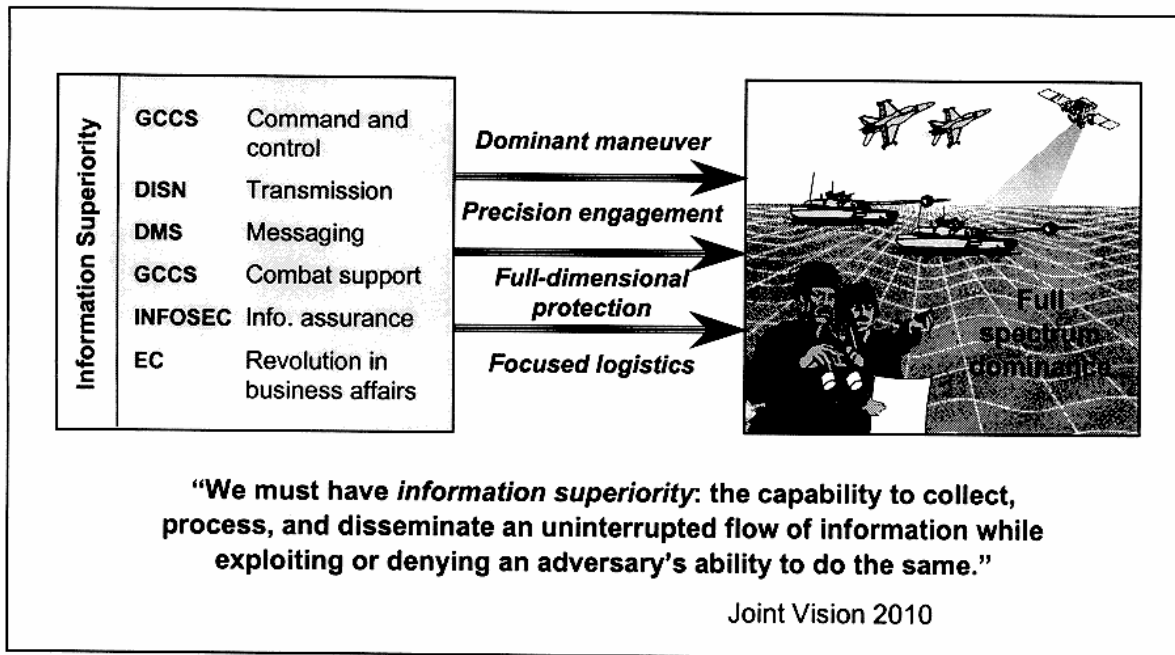 Information Superiority
GCCS Command and
control
DISN Transmission
DMS Messaging
GCCS Combat support
INFOSEC Info. assurance
EC Revolution in
business affairs
Dominant maneuver
Precision engagement
Full-dimensional
protection
Focused logistics
Full
spectrum
dominance
“We must have information superiority: the capability to collect,
process, and disseminate an uninterrupted flow of information while
exploiting or denying an adversary’s ability to do the same.”
Joint Vision 2010